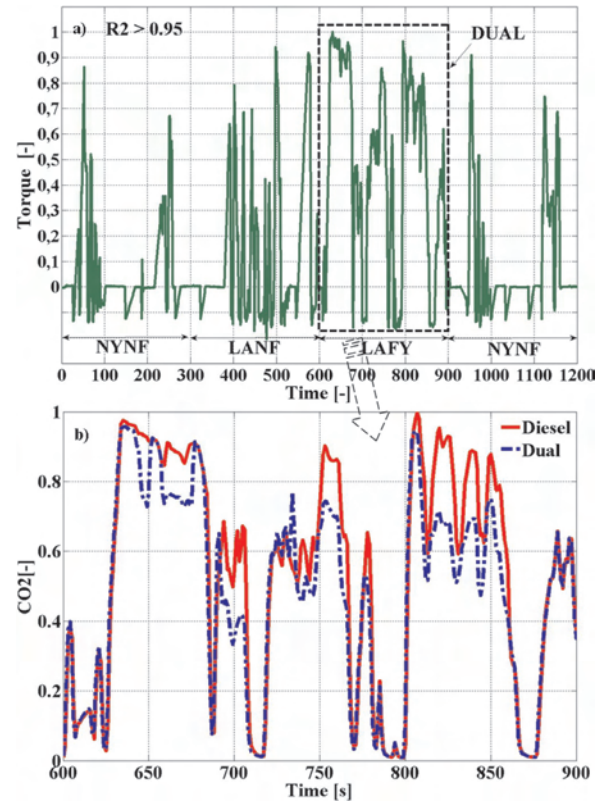 a) R2 > 0.95
DUAL
Torque [-]
1
0,9
0,8
0,7
0,6
0,5
0,4
0,3
0,2
0,1
0
NYNF LANF LAFY NYNF
0 100 200 300 400 500 600 700 800 900 1000 1100 1200
Time [-]
b)
Diesel
Dual
CO2[-]
1
0.8
0.6
0.4
0.2
0
600 650 700 750 800 850 900
Time [s]